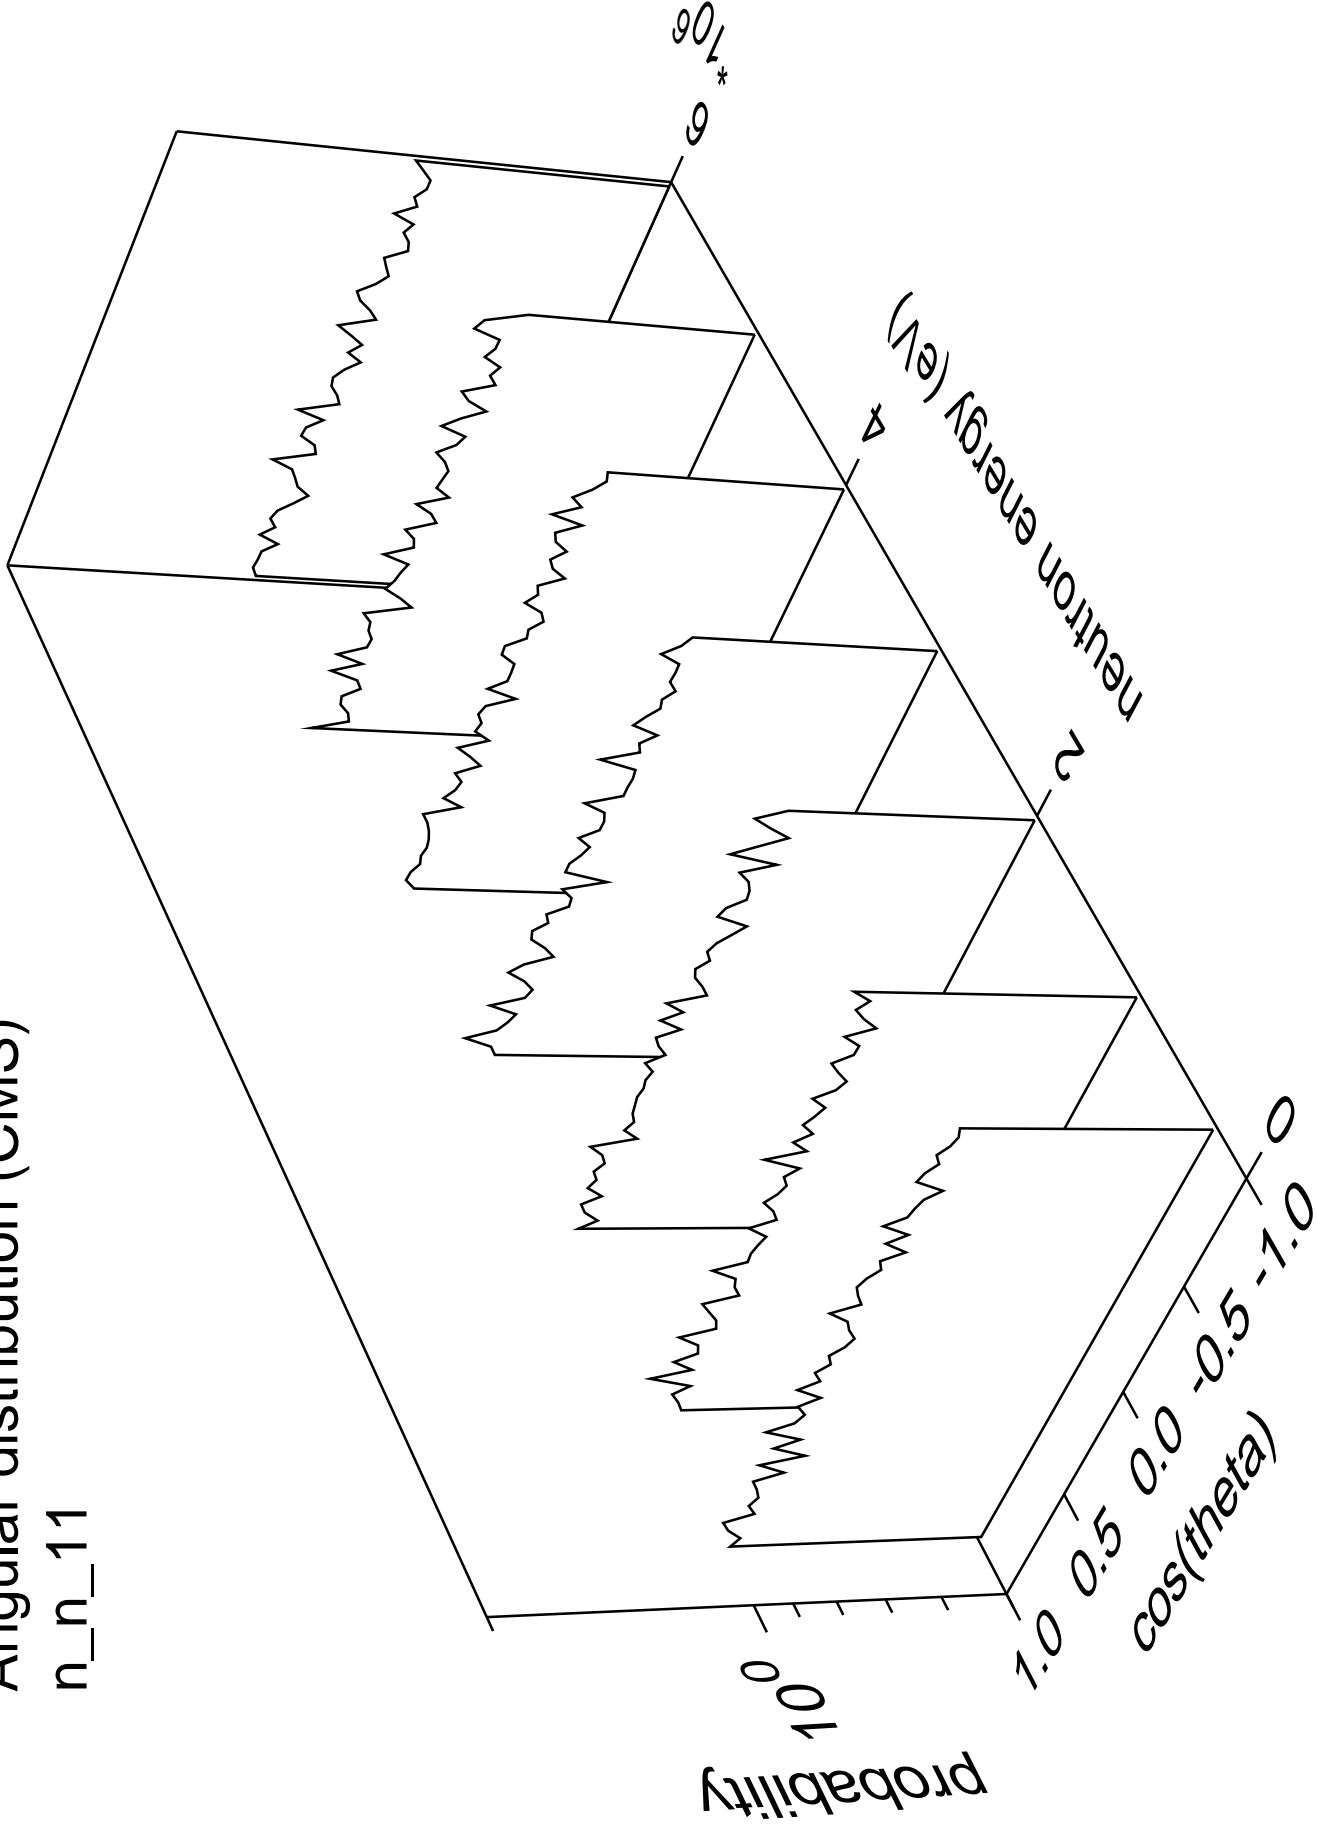 Angular distribution (CMS)
n_n_11
probability
10^0
1.0 0.5 0.0 -0.5 -1.0
cos(theta)
0 2 4 6
*10^6
neutron energy (eV)